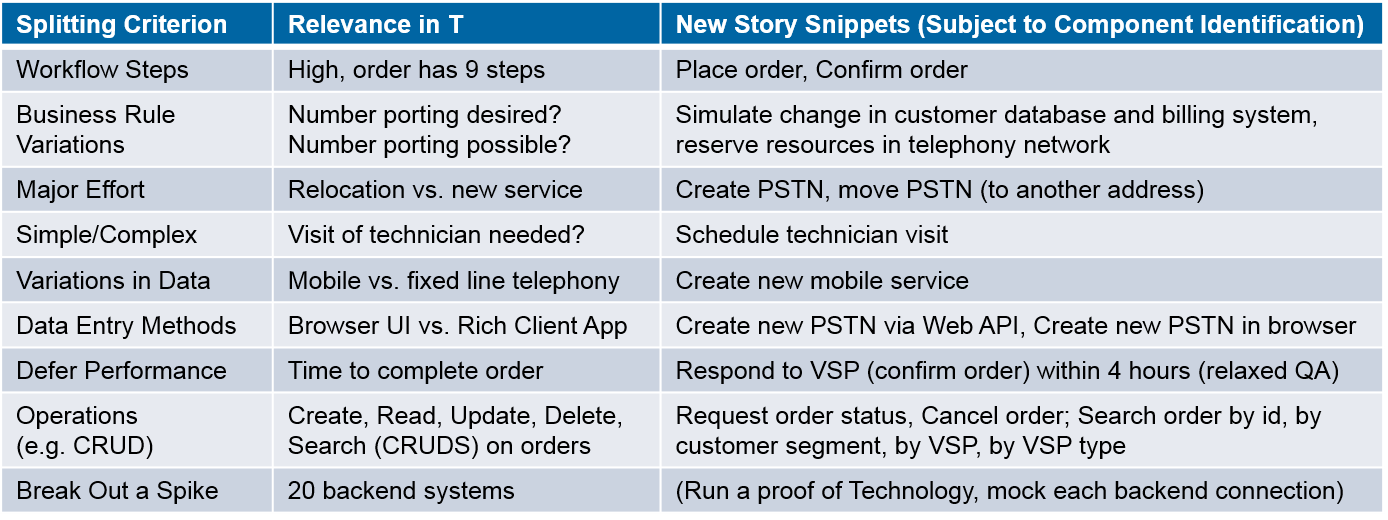 Splitting Criterion
Relevance in T
New Story Snippets (Subject to Component Identification)
Workflow Steps
High, order has 9 steps
Place order, Confirm order
Business Rule
Variations
Number porting desired?
Number porting possible?
Simulate change in customer database and billing system,
reserve resources in telephony network
Major Effort
Relocation vs. new service
Create PSTN, move PSTN (to another address)
Simple/Complex
Visit of technician needed?
Schedule technician visit
Variations in Data
Mobile vs. fixed line telephony
Create new mobile service
Data Entry Methods
Browser UI vs. Rich Client App
Create new PSTN via Web API, Create new PSTN in browser
Defer Performance
Time to complete order
Respond to VSP (confirm order) within 4 hours (relaxed QA)
Operations
(e.g. CRUD)
Create, Read, Update, Delete,
Search (CRUDS) on orders
Request order status, Cancel order; Search order by id, by
customer segment, by VSP, by VSP type
Break Out a Spike
20 backend systems
(Run a proof of Technology, mock each backend connection)